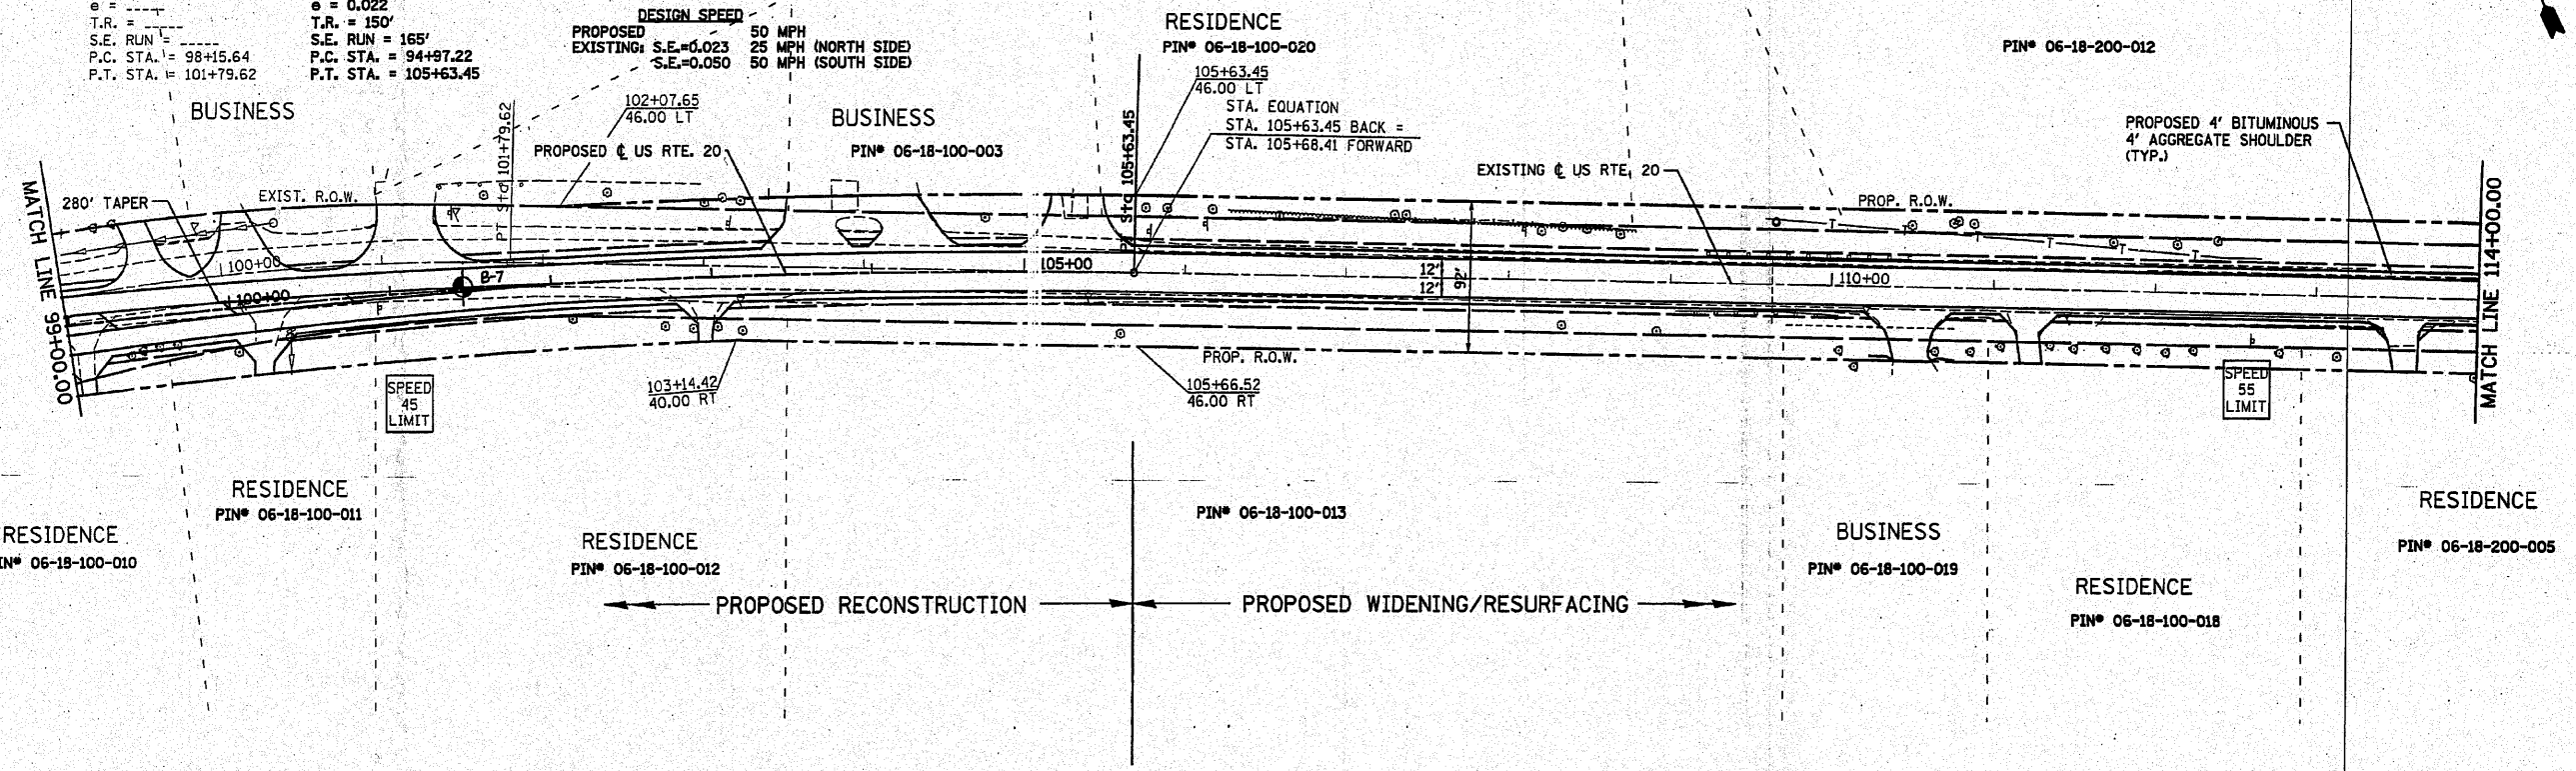 e = _____
T.R. = _____
S.E. RUN = _____
P.C. STA. = 98+15.64
P.T. STA. = 101+79.62
e = 0.022
T.R. = 150'
S.E. RUN = 165'
P.C. STA. = 94+97.22
P.T. STA. = 105+63.45
DESIGN SPEED
PROPOSED 50 MPH
EXISTING: S.E.=0.023 25 MPH (NORTH SIDE)
S.E.=0.050 50 MPH (SOUTH SIDE)
RESIDENCE
PIN# 06-18-100-020
PIN# 06-18-200-012
BUSINESS
PT Sta 101+79.62
102+07.65
46.00 LT
PROPOSED ℄ US RTE. 20
BUSINESS
PIN# 06-18-100-003
PT Sta 105+63.45
105+63.45
46.00 LT
STA. EQUATION
STA. 105+63.45 BACK =
STA. 105+68.41 FORWARD
EXISTING ℄ US RTE. 20
PROPOSED 4' BITUMINOUS
4' AGGREGATE SHOULDER
(TYP.)
MATCH LINE 99+00.00
280' TAPER
EXIST. R.O.W.
PROP. R.O.W.
MATCH LINE 114+00.00
100+00
100+00
B-7
105+00
12'
12'
92'
110+00
T
T
T
T
T
P
SPEED
45
LIMIT
103+14.42
40.00 RT
105+66.52
46.00 RT
PROP. R.O.W.
SPEED
55
LIMIT
RESIDENCE
PIN# 06-18-100-011
RESIDENCE
IN# 06-18-100-010
RESIDENCE
PIN# 06-18-100-012
PIN# 06-18-100-013
BUSINESS
PIN# 06-18-100-019
RESIDENCE
PIN# 06-18-100-018
RESIDENCE
PIN# 06-18-200-005
PROPOSED RECONSTRUCTION
PROPOSED WIDENING/RESURFACING